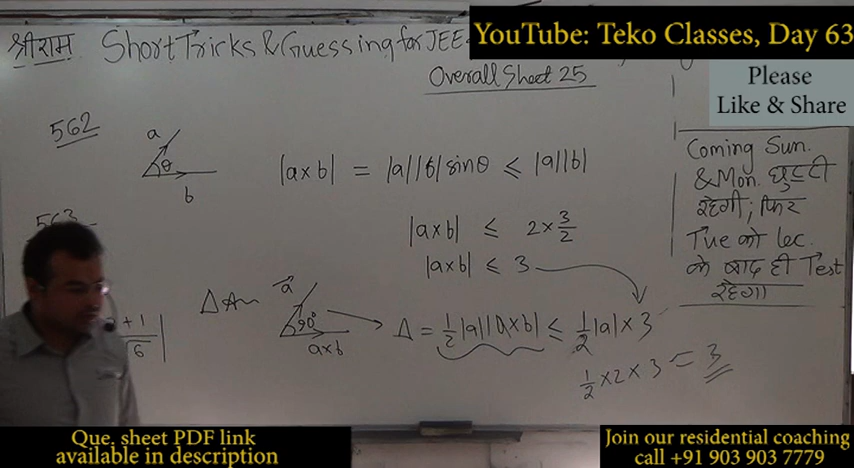 श्रीराम Short Tricks & Guessing for JEE
YouTube: Teko Classes, Day 63
Overall Sheet 25
Please
Like & Share
562
a
θ
b
|a×b| = |a||b| sinθ ≤ |a||b|
|a×b| ≤ 2×3/2
|a×b| ≤ 3
563
+1
6
a
90°
a×b
Δ = 1/2 |a||a×b| ≤ 1/2 |a| × 3
1/2 × 2 × 3 = 3
Coming Sun.
& Mon. छुट्टी
रहेगी; फिर
Tue को lec.
के बाद ही Test
रहेगा।
Que. sheet PDF link
available in description
Join our residential coaching
call +91 903 903 7779